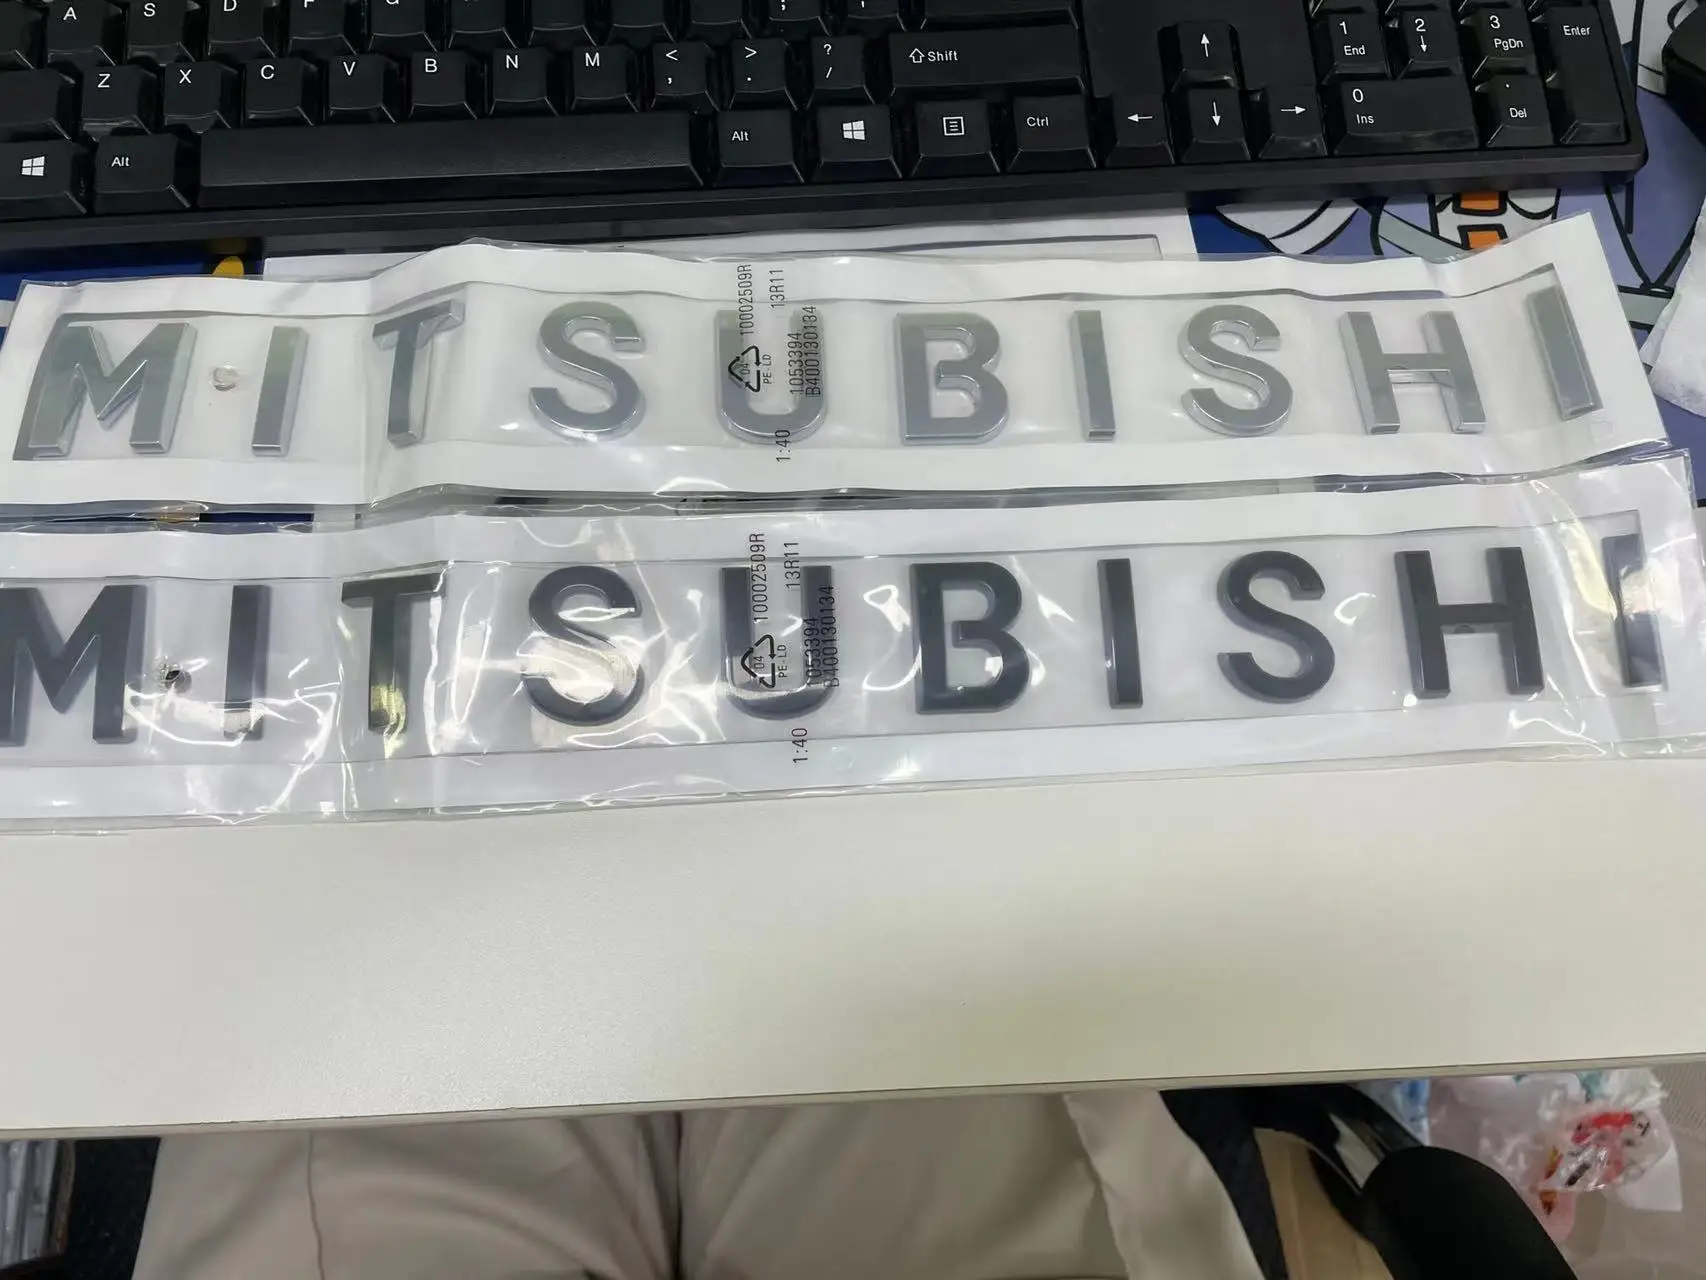 A S D F G
Z X C V B N M < , > . ? / ⇧Shift ↑ 1 End 2 ↓ 3 PgDn Enter
Alt Alt Ctrl ← ↓ → 0 Ins . Del
MITSUBISHI
04
PE-LD
10002509R
13R11
1053394
B400130134
1:40
MITSUBISHI
04
PE-LD
10002509R
13R11
1053394
B400130134
1:40